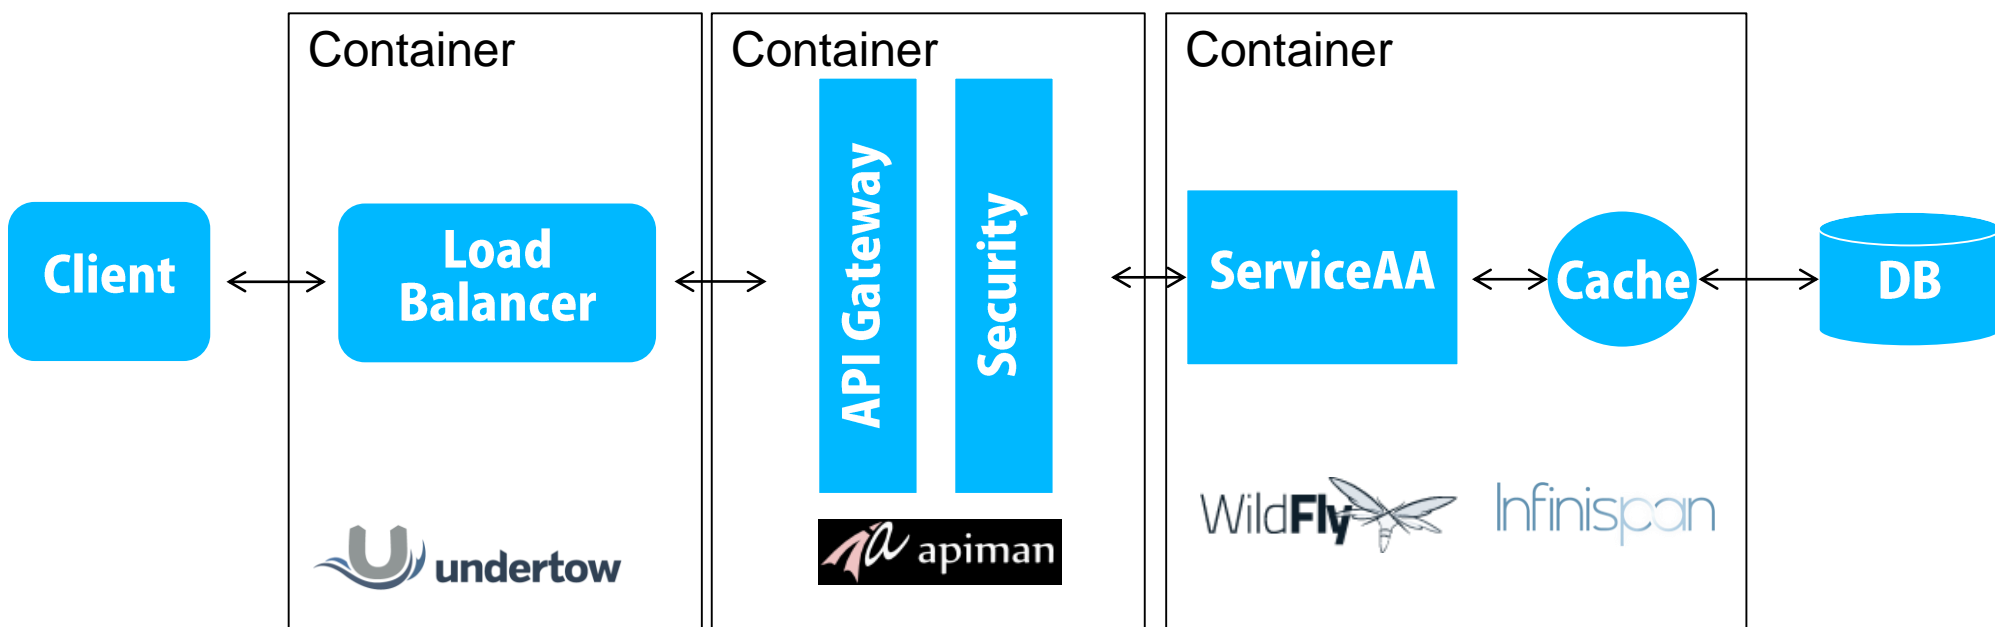 Container
Container
Container
Client
Load
Balancer
API Gateway
Security
ServiceAA
Cache
DB
undertow
apiman
WildFly
Infinispan